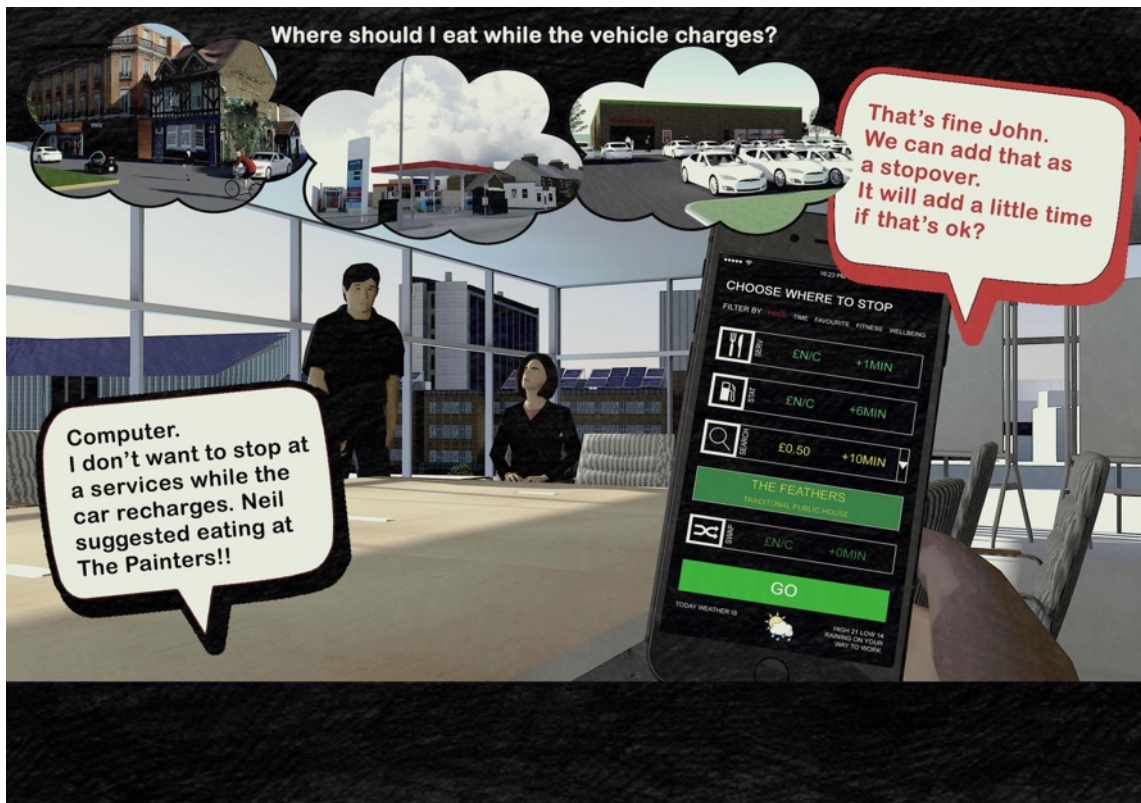 Where should I eat while the vehicle charges?
That's fine John.
We can add that as
a stopover.
It will add a little time
if that's ok?
Computer.
I don't want to stop at
a services while the
car recharges. Neil
suggested eating at
The Painters!!
CHOOSE WHERE TO STOP
FILTER BY PRICE TIME FAVOURITE FITNESS WELLBEING
SERV £N/C +1MIN
STAT £N/C +6MIN
SEARCH £0.50 +10MIN
THE FEATHERS
TRADITONAL PUBLIC HOUSE
SWAP £N/C +0MIN
GO
TODAY WEATHER IS
HIGH 21 LOW 14
RAINING ON YOUR
WAY TO WORK